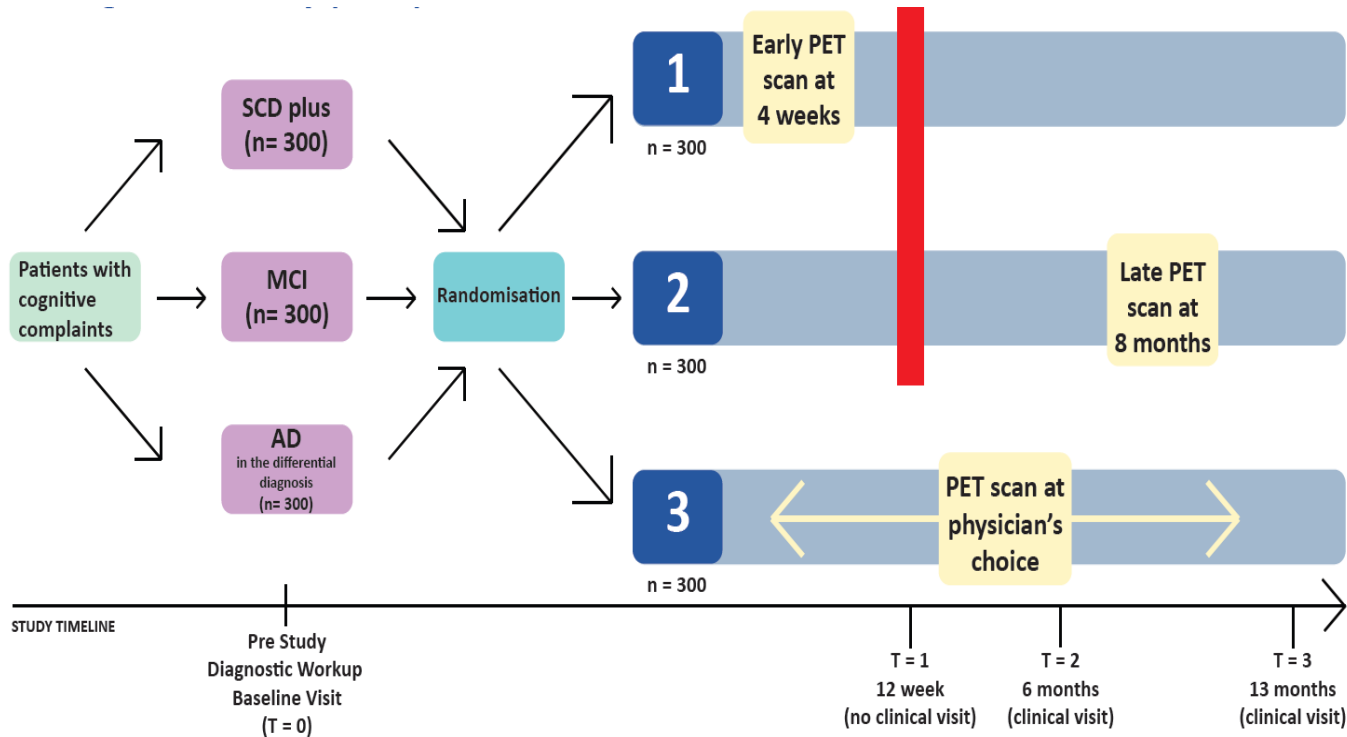 Patients with
cognitive
complaints
SCD plus
(n= 300)
MCI
(n= 300)
AD
in the differential
diagnosis
(n= 300)
Randomisation
1
n = 300
Early PET
scan at
4 weeks
2
n = 300
Late PET
scan at
8 months
3
n = 300
PET scan at
physician's
choice
STUDY TIMELINE
Pre Study
Diagnostic Workup
Baseline Visit
(T = 0)
T = 1
12 week
(no clinical visit)
T = 2
6 months
(clinical visit)
T = 3
13 months
(clinical visit)